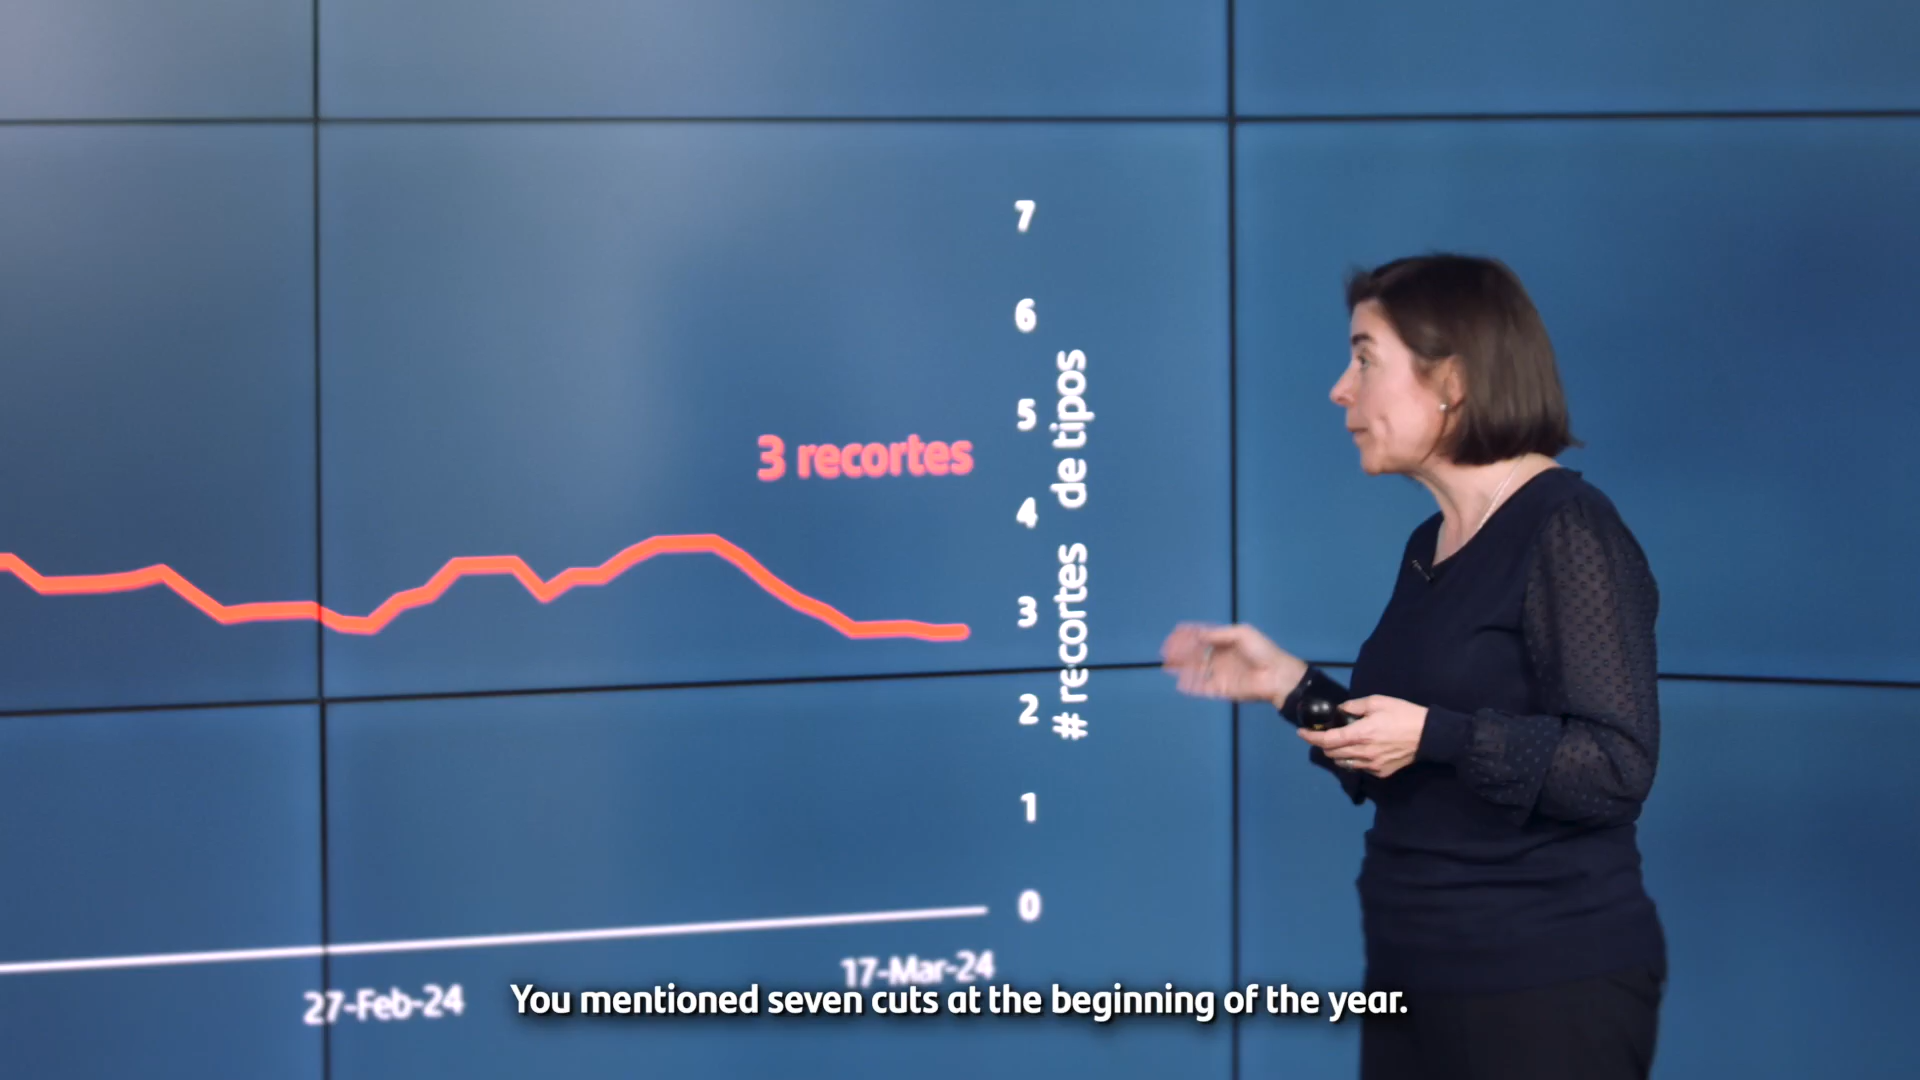 7
6
5
4
3
2
1
0
# recortes de tipos
3 recortes
27-Feb-24
17-Mar-24
You mentioned seven cuts at the beginning of the year.